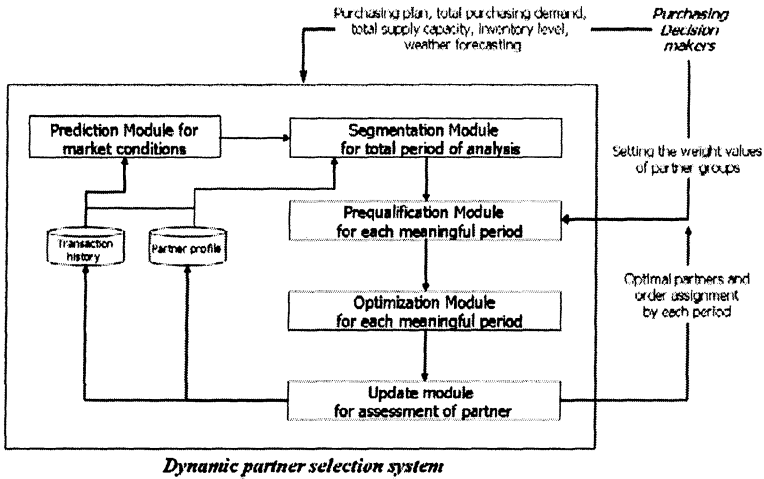 Purchasing plan, total purchasing demand,
total supply capacity, inventory level,
weather forecasting
Purchasing
Decision
makers
Prediction Module for
market conditions
Segmentation Module
for total period of analysis
Setting the weight values
of partner groups
Prequalification Module
for each meaningful period
Transaction
history
Partner profile
Optimization Module
for each meaningful period
Optimal partners and
order assignment
by each period
Update module
for assessment of partner
Dynamic partner selection system